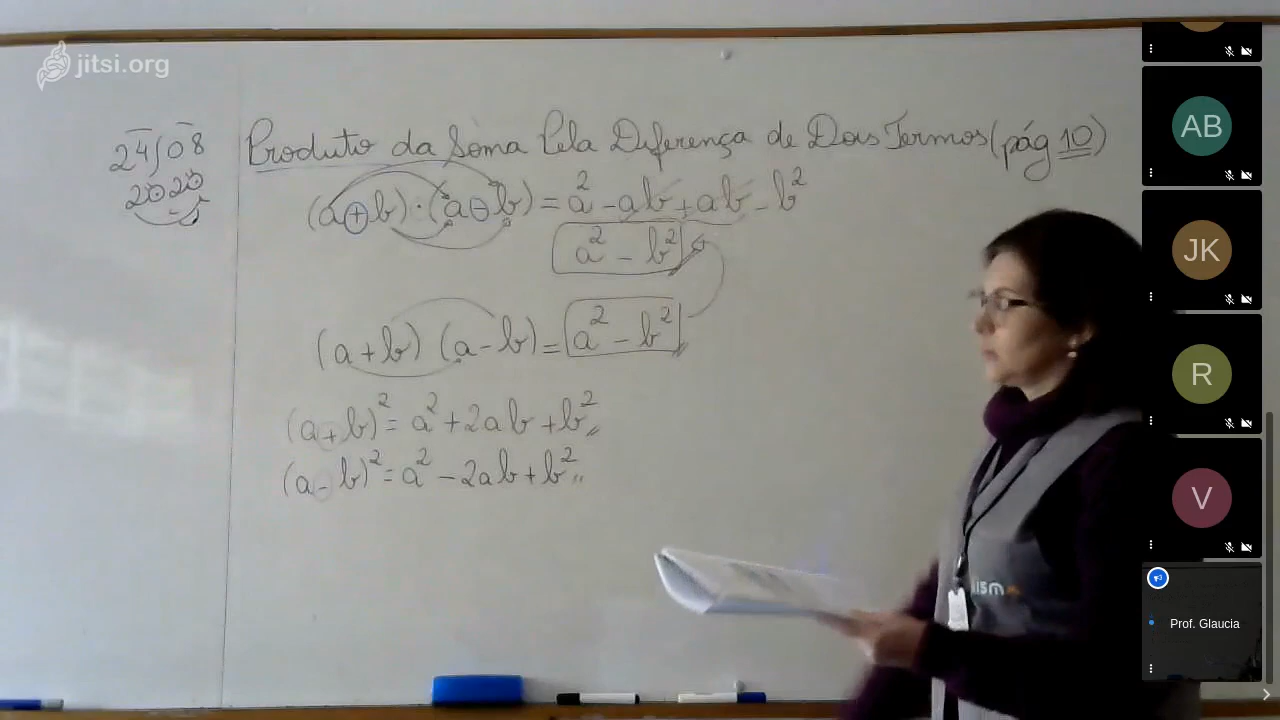 jitsi.org
24/08
2020
Produto da Soma Pela Diferença de Dois Termos (pág 10)
(a+b)·(a-b) = a² - ab + ab - b²
a² - b²
(a+b) (a-b) = a² - b²
(a+b)² = a² + 2ab + b²
(a-b)² = a² - 2ab + b²
AB
JK
R
V
Prof. Glaucia
ism